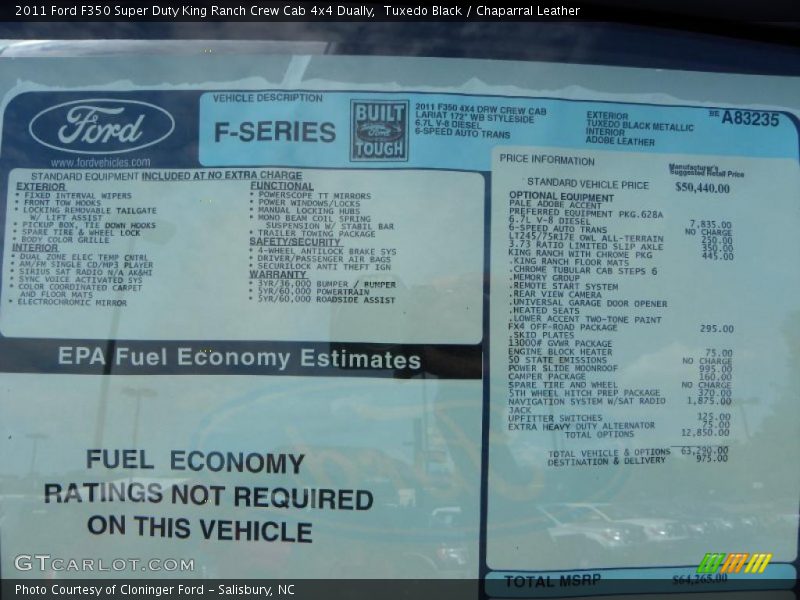 2011 Ford F350 Super Duty King Ranch Crew Cab 4x4 Dually,  Tuxedo Black / Chaparral Leather
Ford
www.fordvehicles.com
VEHICLE DESCRIPTION
F-SERIES
BUILT
Ford
TOUGH
2011 F350 4X4 DRW CREW CAB
LARIAT 172" WB STYLESIDE
6.7L V-8 DIESEL
6-SPEED AUTO TRANS
EXTERIOR
TUXEDO BLACK METALLIC
INTERIOR
ADOBE LEATHER
BE A83235
STANDARD EQUIPMENT INCLUDED AT NO EXTRA CHARGE
EXTERIOR
• FIXED INTERVAL WIPERS
• FRONT TOW HOOKS
• LOCKING REMOVABLE TAILGATE
W/ LIFT ASSIST
• PICKUP BOX, TIE DOWN HOOKS
• SPARE TIRE & WHEEL LOCK
• BODY COLOR GRILLE
INTERIOR
• DUAL ZONE ELEC TEMP CNTRL
• AM/FM SINGLE CD/MP3 PLAYER
• SIRIUS SAT RADIO N/A AK&HI
• SYNC VOICE ACTIVATED SYS
• COLOR COORDINATED CARPET
AND FLOOR MATS
• ELECTROCHROMIC MIRROR
FUNCTIONAL
• POWERSCOPE TT MIRRORS
• POWER WINDOWS/LOCKS
• MANUAL LOCKING HUBS
• MONO BEAM COIL SPRING
SUSPENSION W/ STABIL BAR
• TRAILER TOWING PACKAGE
SAFETY/SECURITY
• 4-WHEEL ANTILOCK BRAKE SYS
• DRIVER/PASSENGER AIR BAGS
• SECURILOCK ANTI THEFT IGN
WARRANTY
• 3YR/36,000 BUMPER / BUMPER
• 5YR/60,000 POWERTRAIN
• 5YR/60,000 ROADSIDE ASSIST
PRICE INFORMATION
Manufacturer's
Suggested Retail Price
STANDARD VEHICLE PRICE $50,440.00
OPTIONAL EQUIPMENT
PALE ADOBE ACCENT
PREFERRED EQUIPMENT PKG.628A
6.7L V-8 DIESEL 7,835.00
6-SPEED AUTO TRANS NO CHARGE
LT245/75R17E OWL ALL-TERRAIN 250.00
3.73 RATIO LIMITED SLIP AXLE 350.00
KING RANCH WITH CHROME PKG 445.00
.KING RANCH FLOOR MATS
.CHROME TUBULAR CAB STEPS 6
.MEMORY GROUP
.REMOTE START SYSTEM
.REAR VIEW CAMERA
.UNIVERSAL GARAGE DOOR OPENER
.HEATED SEATS
.LOWER ACCENT TWO-TONE PAINT
FX4 OFF-ROAD PACKAGE 295.00
.SKID PLATES
13000# GVWR PACKAGE
ENGINE BLOCK HEATER 75.00
50 STATE EMISSIONS NO CHARGE
POWER SLIDE MOONROOF 995.00
CAMPER PACKAGE 160.00
SPARE TIRE AND WHEEL NO CHARGE
5TH WHEEL HITCH PREP PACKAGE 370.00
NAVIGATION SYSTEM W/SAT RADIO 1,875.00
JACK
UPFITTER SWITCHES 125.00
EXTRA HEAVY DUTY ALTERNATOR 75.00
TOTAL OPTIONS 12,850.00
TOTAL VEHICLE & OPTIONS 63,290.00
DESTINATION & DELIVERY 975.00
EPA Fuel Economy Estimates
FUEL ECONOMY
RATINGS NOT REQUIRED
ON THIS VEHICLE
TOTAL MSRP $64,265.00
GTCARLOT.COM
Photo Courtesy of Cloninger Ford - Salisbury, NC